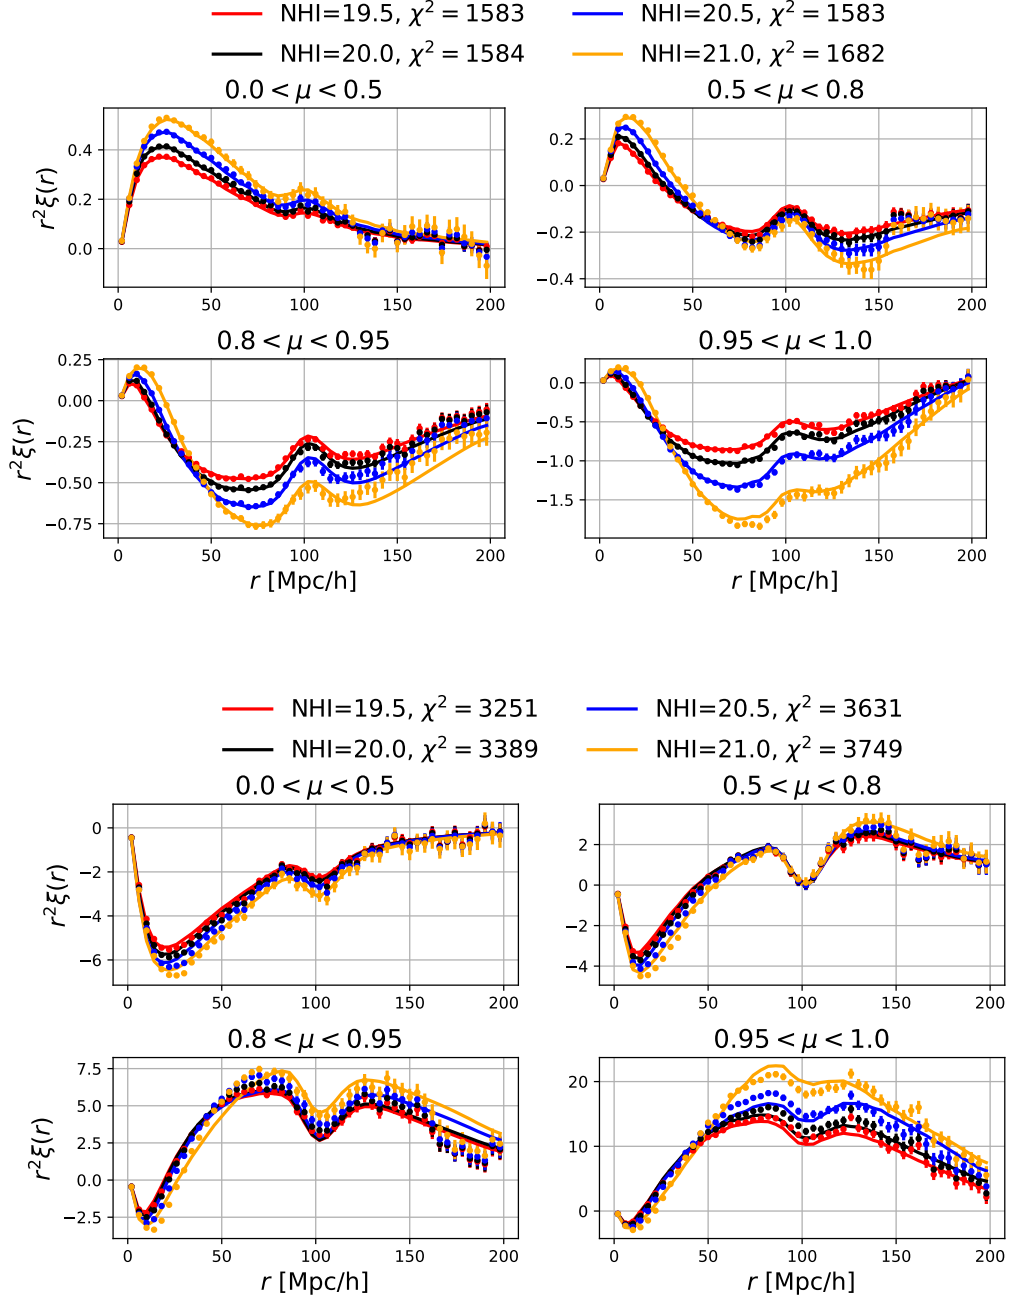 NHI=19.5, χ² = 1583 NHI=20.5, χ² = 1583
NHI=20.0, χ² = 1584 NHI=21.0, χ² = 1682
0.0 < μ < 0.5 0.5 < μ < 0.8
r²ξ(r)
0.4
0.2
0.0
0 50 100 150 200
0.2
0.0
−0.2
−0.4
0 50 100 150 200
0.8 < μ < 0.95 0.95 < μ < 1.0
r²ξ(r)
0.25
0.00
−0.25
−0.50
−0.75
0 50 100 150 200
r [Mpc/h]
0.0
−0.5
−1.0
−1.5
0 50 100 150 200
r [Mpc/h]
NHI=19.5, χ² = 3251 NHI=20.5, χ² = 3631
NHI=20.0, χ² = 3389 NHI=21.0, χ² = 3749
0.0 < μ < 0.5 0.5 < μ < 0.8
r²ξ(r)
0
−2
−4
−6
0 50 100 150 200
2
0
−2
−4
0 50 100 150 200
0.8 < μ < 0.95 0.95 < μ < 1.0
r²ξ(r)
7.5
5.0
2.5
0.0
−2.5
0 50 100 150 200
r [Mpc/h]
20
10
0
0 50 100 150 200
r [Mpc/h]